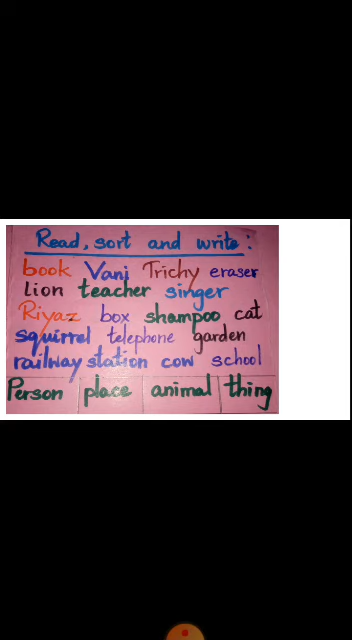 Read, sort and write:
book Vani Trichy eraser
Lion teacher singer
Riyaz box shampoo cat
squirrel telephone garden
railway station cow school
Person place animal thing